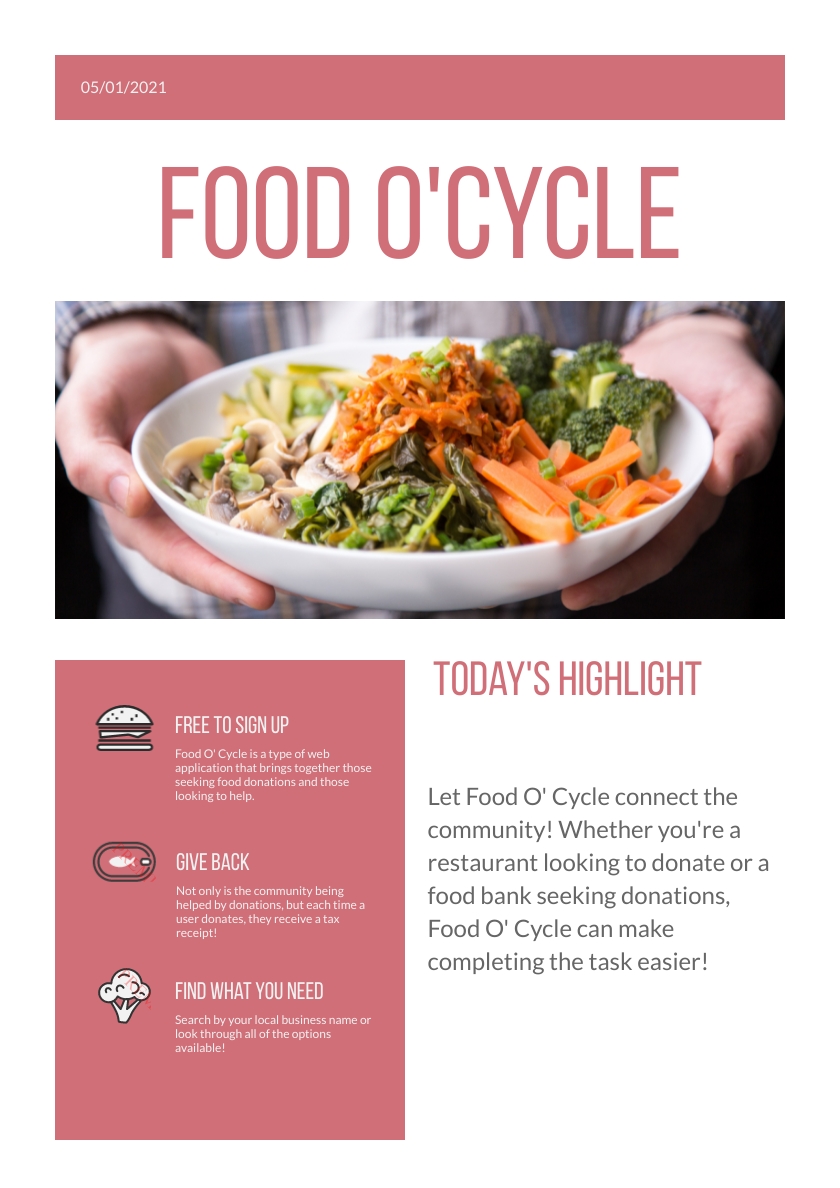 05/01/2021
FOOD O'CYCLE
FREE TO SIGN UP
Food O' Cycle is a type of web
application that brings together those
seeking food donations and those
looking to help.
GIVE BACK
Not only is the community being
helped by donations, but each time a
user donates, they receive a tax
receipt!
FIND WHAT YOU NEED
Search by your local business name or
look through all of the options
available!
TODAY'S HIGHLIGHT
Let Food O' Cycle connect the
community! Whether you're a
restaurant looking to donate or a
food bank seeking donations,
Food O' Cycle can make
completing the task easier!